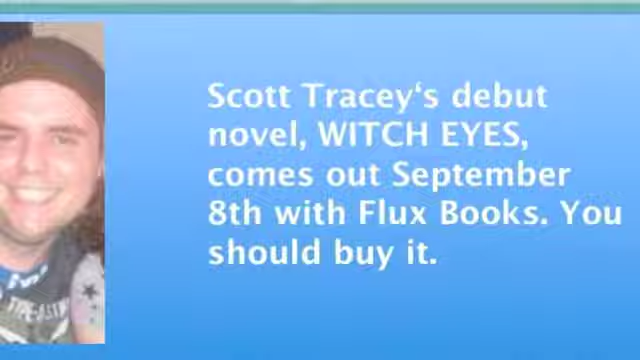 Scott Tracey‘s debut
novel, WITCH EYES,
comes out September
8th with Flux Books. You
should buy it.